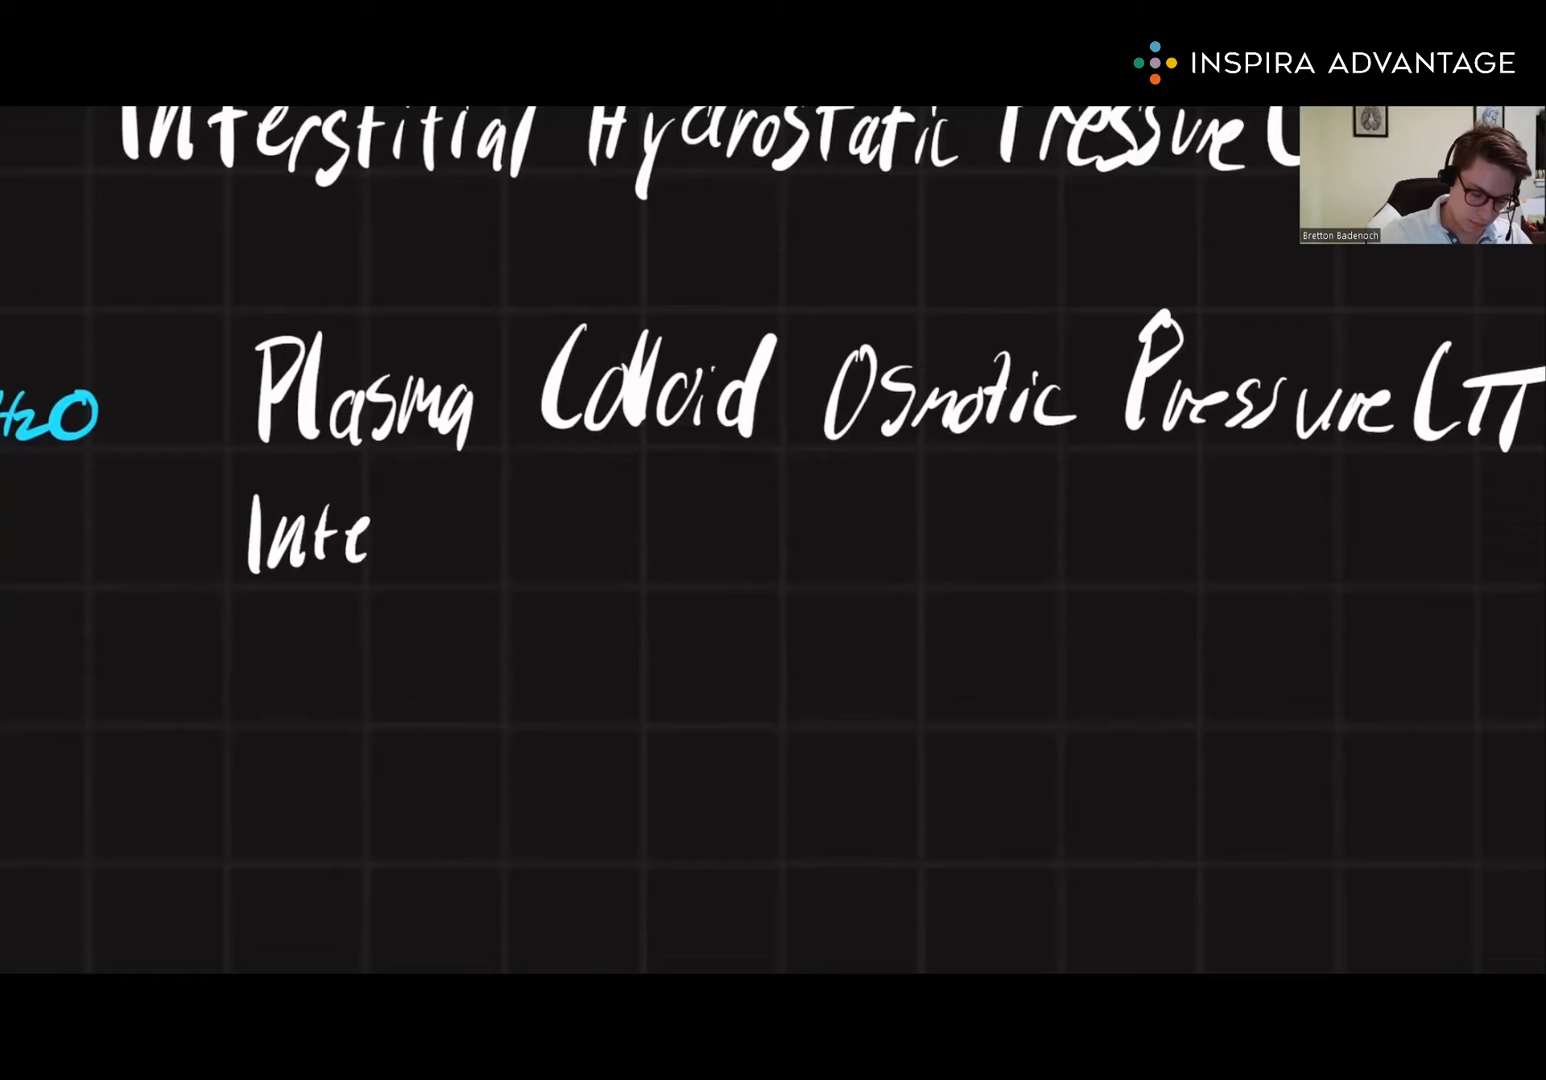 INSPIRA ADVANTAGE
Interstitial Hydrostatic Pressure (
Bretton Badenoch
H2O
Plasma Colloid Osmotic Pressure (π
Inte